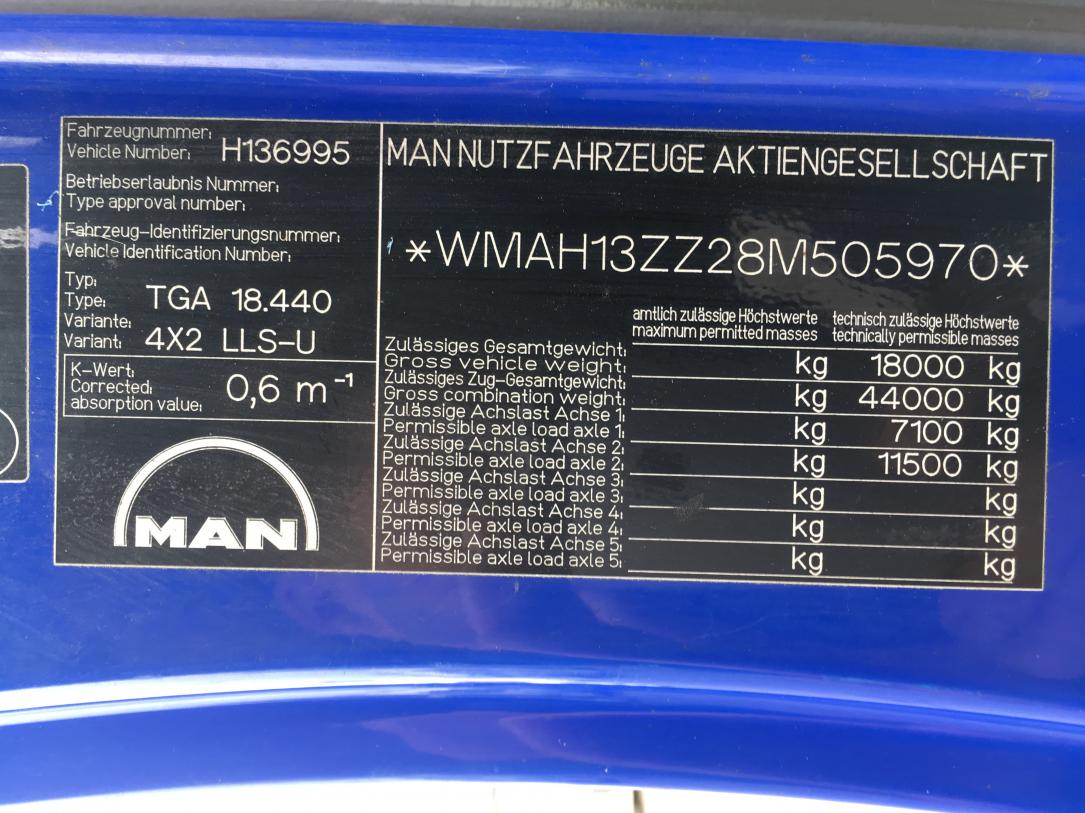 Fahrzeugnummer:
Vehicle Number: H136995
Betriebserlaubnis Nummer:
Type approval number:
Fahrzeug-Identifizierungsnummer:
Vehicle Identification Number:
Typ:
Type: TGA 18.440
Variante:
Variant: 4X2 LLS-U
K-Wert:
Corrected: 0,6 m⁻¹
absorption value:
MAN
MAN NUTZFAHRZEUGE AKTIENGESELLSCHAFT
*WMAH13ZZ28M505970*
amtlich zulässige Höchstwerte technisch zulässige Höchstwerte
maximum permitted masses technically permissible masses
Zulässiges Gesamtgewicht:
Gross vehicle weight: kg 18000 kg
Zulässiges Zug-Gesamtgewicht:
Gross combination weight: kg 44000 kg
Zulässige Achslast Achse 1:
Permissible axle load axle 1: kg 7100 kg
Zulässige Achslast Achse 2:
Permissible axle load axle 2: kg 11500 kg
Zulässige Achslast Achse 3:
Permissible axle load axle 3: kg kg
Zulässige Achslast Achse 4:
Permissible axle load axle 4: kg kg
Zulässige Achslast Achse 5:
Permissible axle load axle 5: kg kg